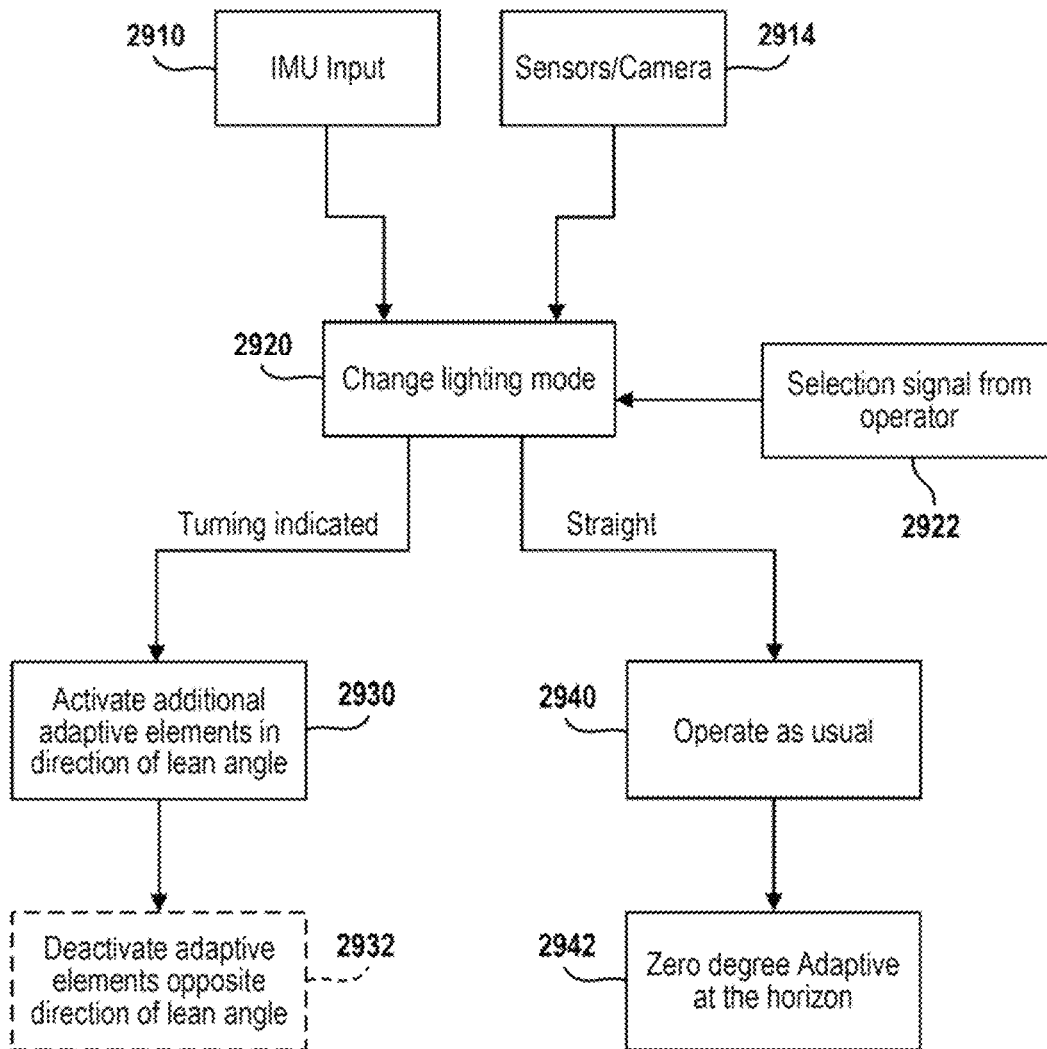 2910
IMU Input
Sensors/Camera
2914
2920
Change lighting mode
Selection signal from
operator
2922
Turning indicated
Straight
Activate additional
adaptive elements in
direction of lean angle
2930
2940
Operate as usual
Deactivate adaptive
elements opposite
direction of lean angle
2932
2942
Zero degree Adaptive
at the horizon